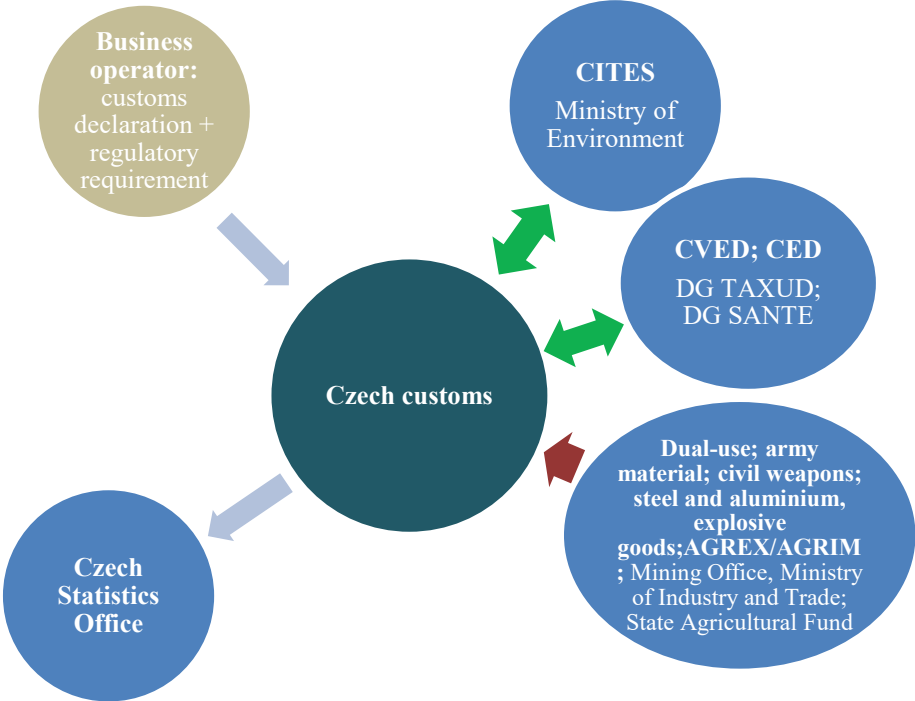 Business
operator:
customs
declaration +
regulatory
requirement
CITES
Ministry of
Environment
CVED; CED
DG TAXUD;
DG SANTE
Czech customs
Dual-use; army
material; civil weapons;
steel and aluminium,
explosive
goods;AGREX/AGRIM
; Mining Office, Ministry
of Industry and Trade;
State Agricultural Fund
Czech
Statistics
Office